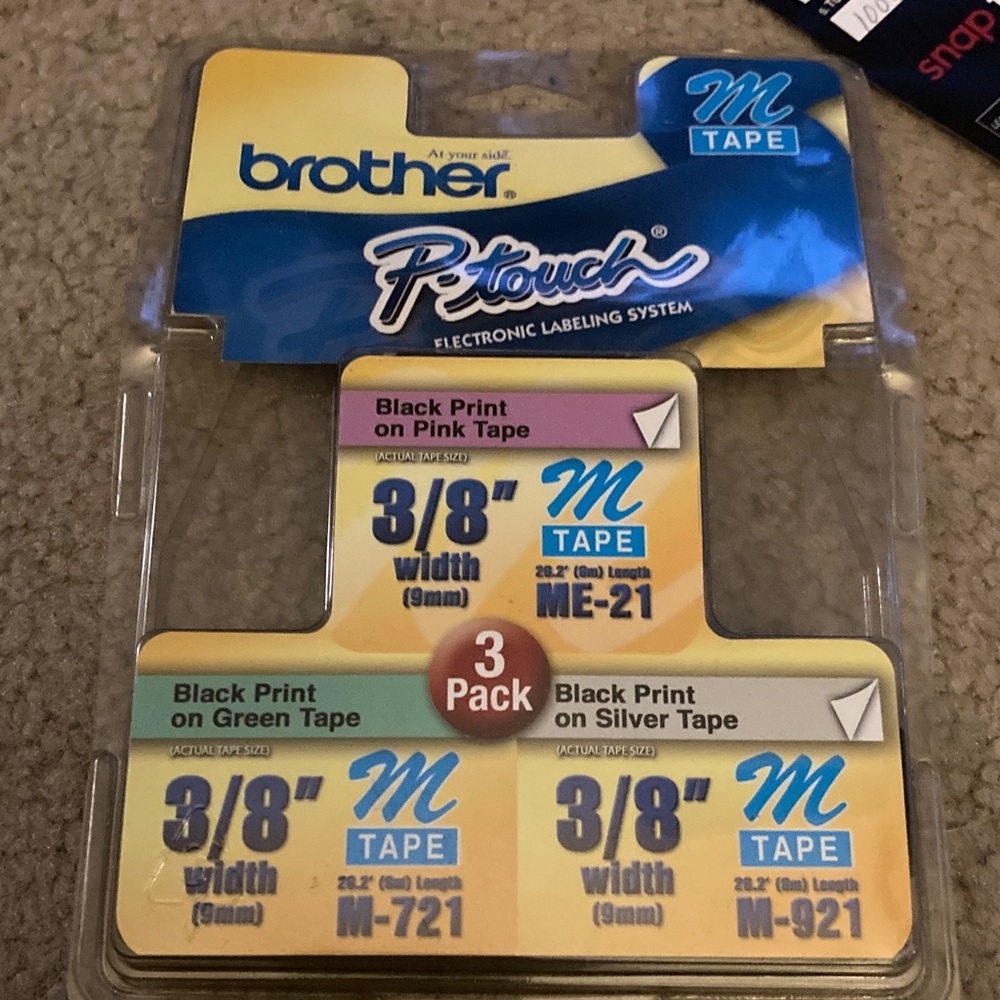 100
snap
At your side.
brother®
M
TAPE
P-touch®
ELECTRONIC LABELING SYSTEM
Black Print
on Pink Tape
(ACTUAL TAPE SIZE)
3/8"
width
(9mm)
M
TAPE
26.2' (8m) Length
ME-21
3
Pack
Black Print
on Green Tape
(ACTUAL TAPE SIZE)
3/8"
width
(9mm)
M
TAPE
26.2' (8m) Length
M-721
Black Print
on Silver Tape
(ACTUAL TAPE SIZE)
3/8"
width
(9mm)
M
TAPE
26.2' (8m) Length
M-921